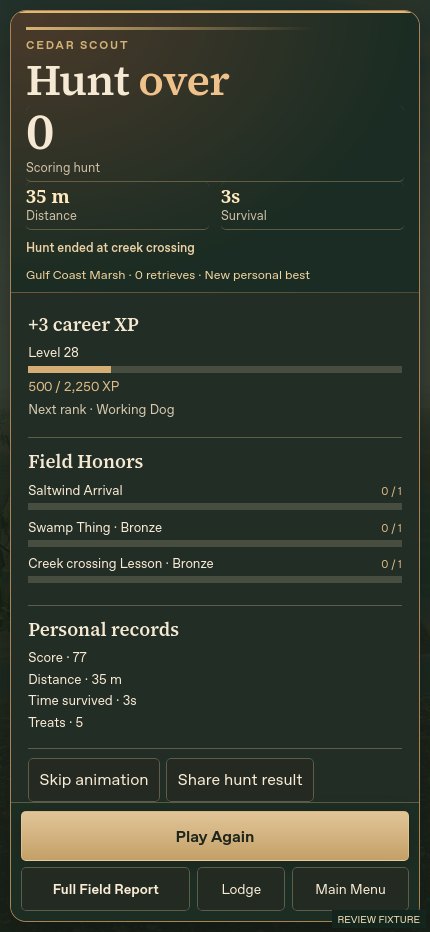 CEDAR SCOUT
Hunt over
0
Scoring hunt
35 m
Distance
3s
Survival
Hunt ended at creek crossing
Gulf Coast Marsh · 0 retrieves · New personal best
+3 career XP
Level 28
500 / 2,250 XP
Next rank · Working Dog
Field Honors
Saltwind Arrival 0 / 1
Swamp Thing · Bronze 0 / 1
Creek crossing Lesson · Bronze 0 / 1
Personal records
Score · 77
Distance · 35 m
Time survived · 3s
Treats · 5
Skip animation Share hunt result
Play Again
Full Field Report Lodge Main Menu
REVIEW FIXTURE